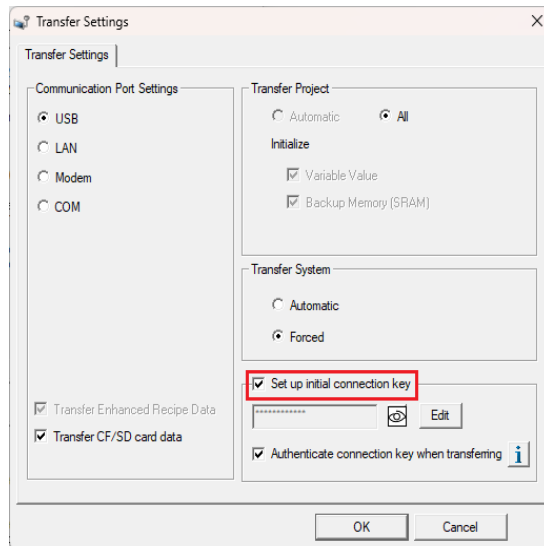 Transfer Settings
Transfer Settings
Communication Port Settings
USB
LAN
Modem
COM
Transfer Enhanced Recipe Data
Transfer CF/SD card data
Transfer Project
Automatic All
Initialize
Variable Value
Backup Memory (SRAM)
Transfer System
Automatic
Forced
Set up initial connection key
************ Edit
Authenticate connection key when transferring i
OK Cancel